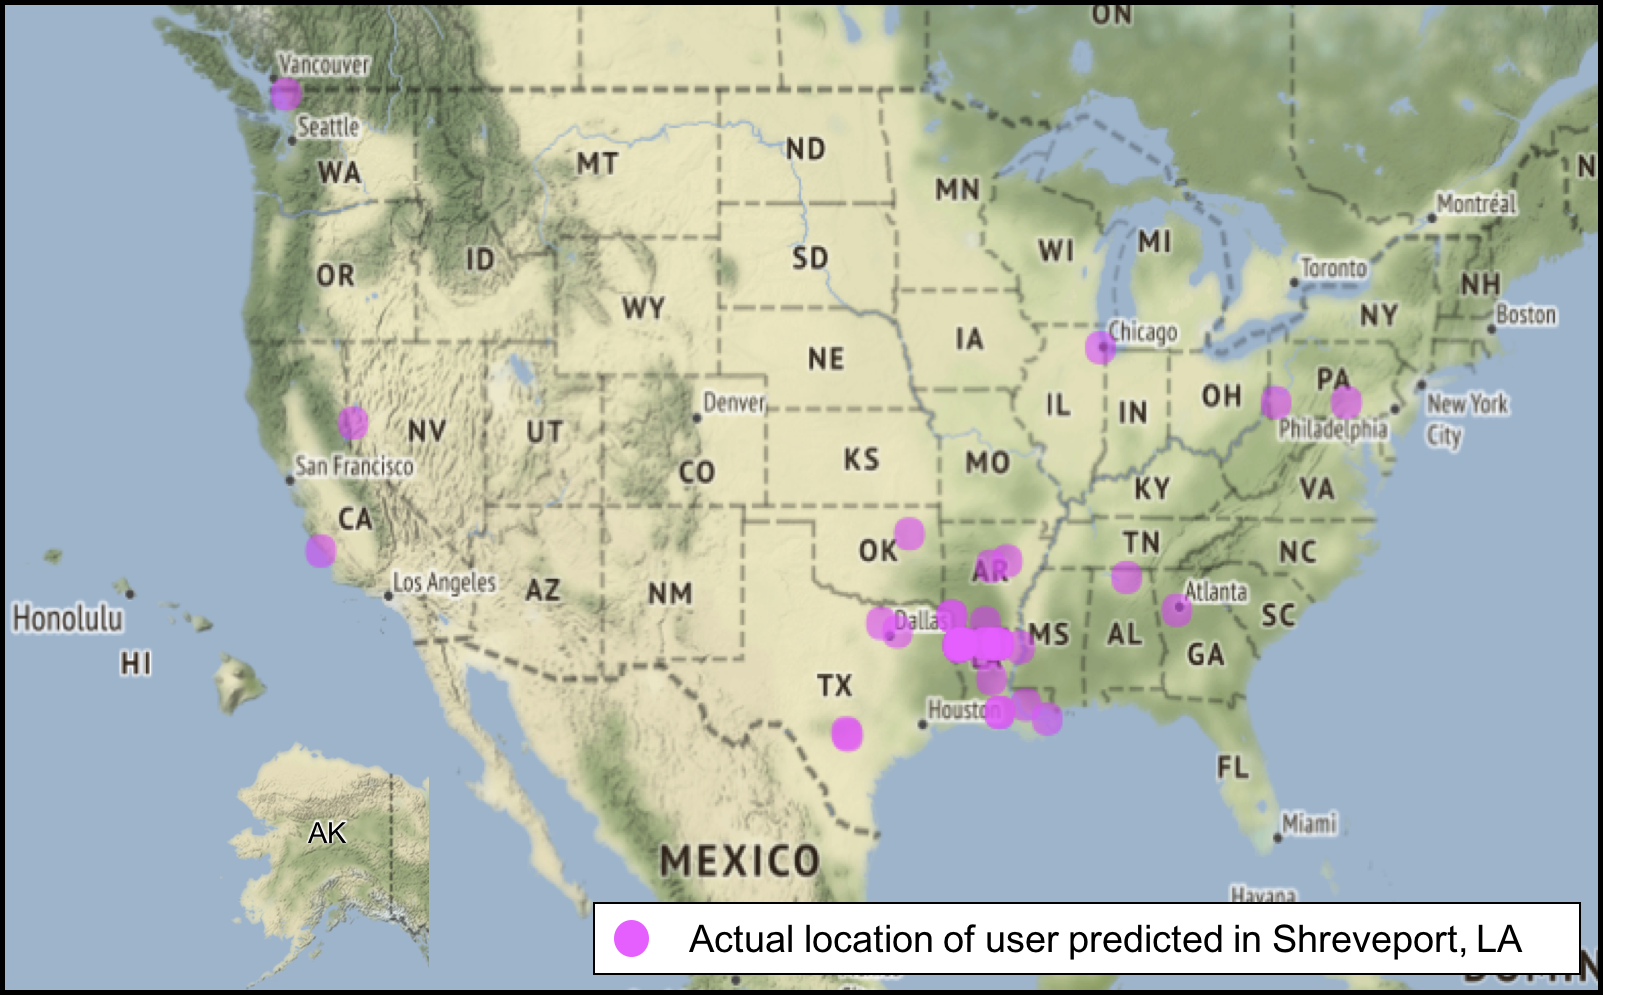 ON
Vancouver
Seattle
WA
MT
ND
MN
N
Montréal
OR
ID
SD
WI
MI
Toronto
NH
WY
NY
Boston
IA
Chicago
NE
PA
OH
IL
IN
New York
City
Denver
NV
UT
Philadelphia
San Francisco
CO
KS
MO
KY
VA
CA
OK
TN
NC
AR
Los Angeles
AZ
NM
Atlanta
SC
Honolulu
Dallas
MS
AL
GA
LA
HI
TX
Houston
FL
Miami
AK
MEXICO
Havana
Actual location of user predicted in Shreveport, LA